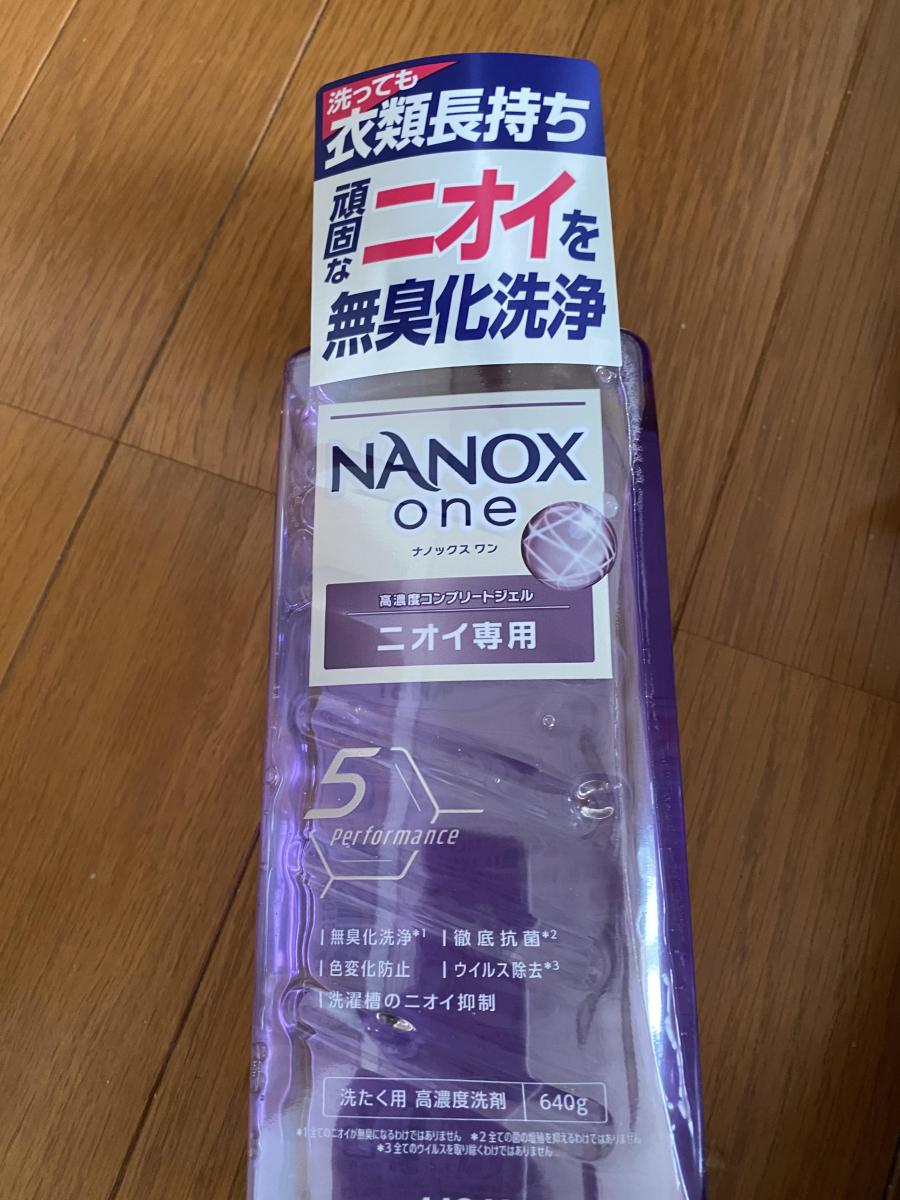 洗っても
衣類長持ち
頑固な
ニオイを
無臭化洗浄
NANOX
one
ナノックス ワン
高濃度コンプリートジェル
ニオイ専用
5
Performance
無臭化洗浄*1 徹底抗菌*2
色変化防止 ウイルス除去*3
洗濯槽のニオイ抑制
洗たく用 高濃度洗剤 640g
*1 全てのニオイが無臭になるわけではありません *2 全ての菌の増殖を抑えるわけではありません
*3 全てのウイルスを取り除くわけではありません